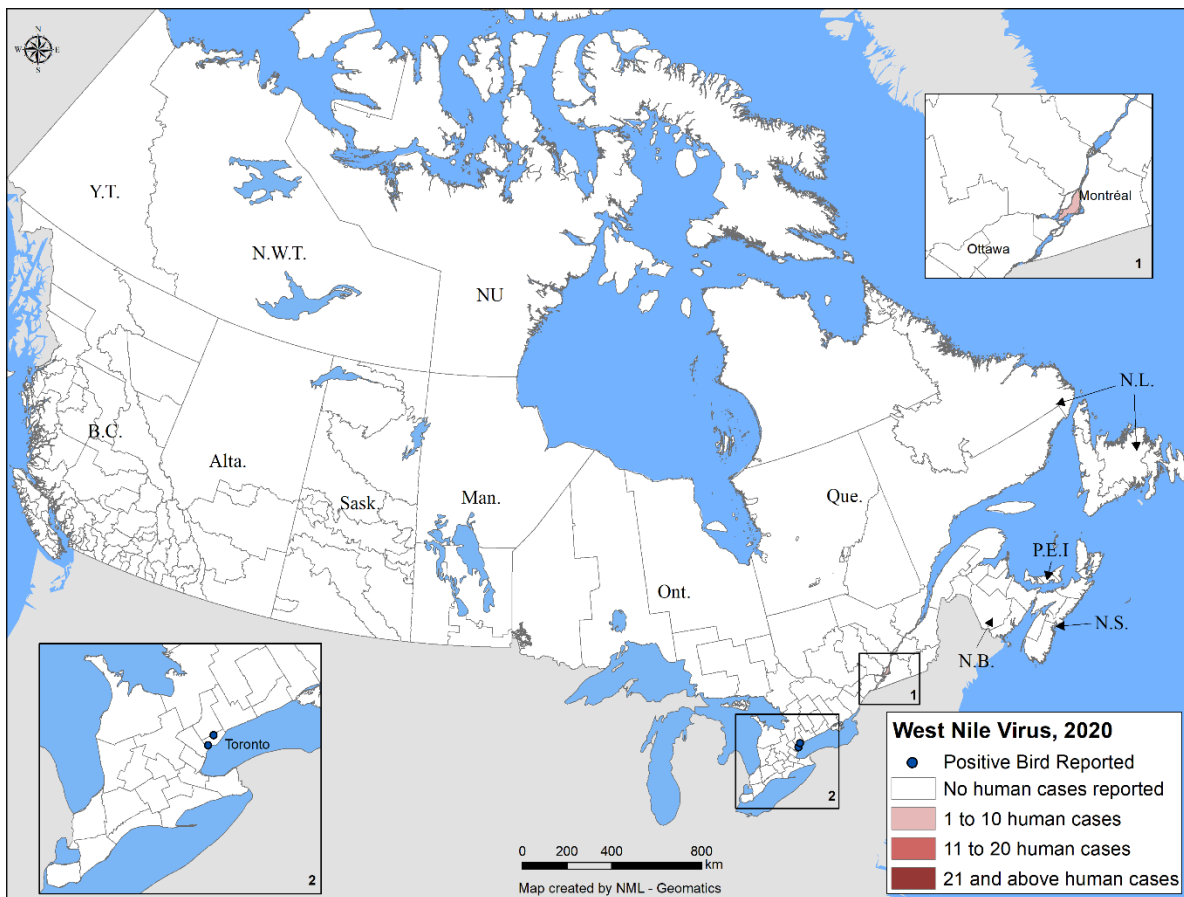 N
W E
S
Y.T.
N.W.T.
NU
B.C.
Alta.
Sask.
Man.
Ont.
Que.
N.L.
P.E.I
N.S.
N.B.
Montréal
Ottawa
1
1
Toronto
2
2
0 200 400 800
km
Map created by NML - Geomatics
West Nile Virus, 2020
Positive Bird Reported
No human cases reported
1 to 10 human cases
11 to 20 human cases
21 and above human cases